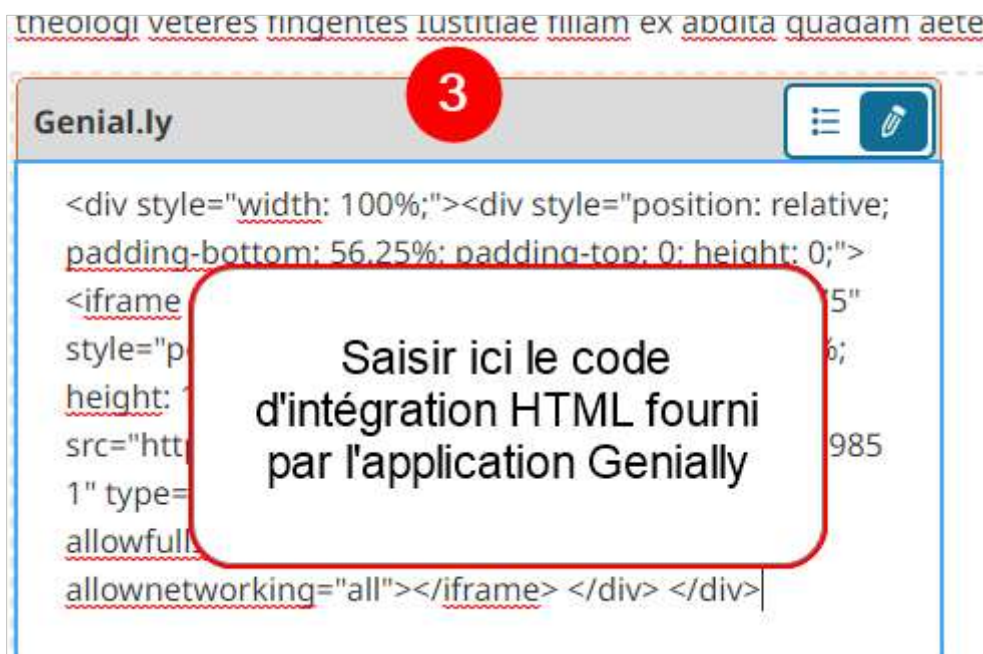 theologi veteres fingentes Iustitiae filiam ex abdita quadam aete
3
Genial.ly
<div style="width: 100%;"><div style="position: relative;
padding-bottom: 56.25%; padding-top: 0; height: 0;">
<iframe 5"
style="p %;
height:
src="htt 985
1" type=
allowfull
allownetworking="all"></iframe> </div> </div>
Saisir ici le code
d'intégration HTML fourni
par l'application Genially